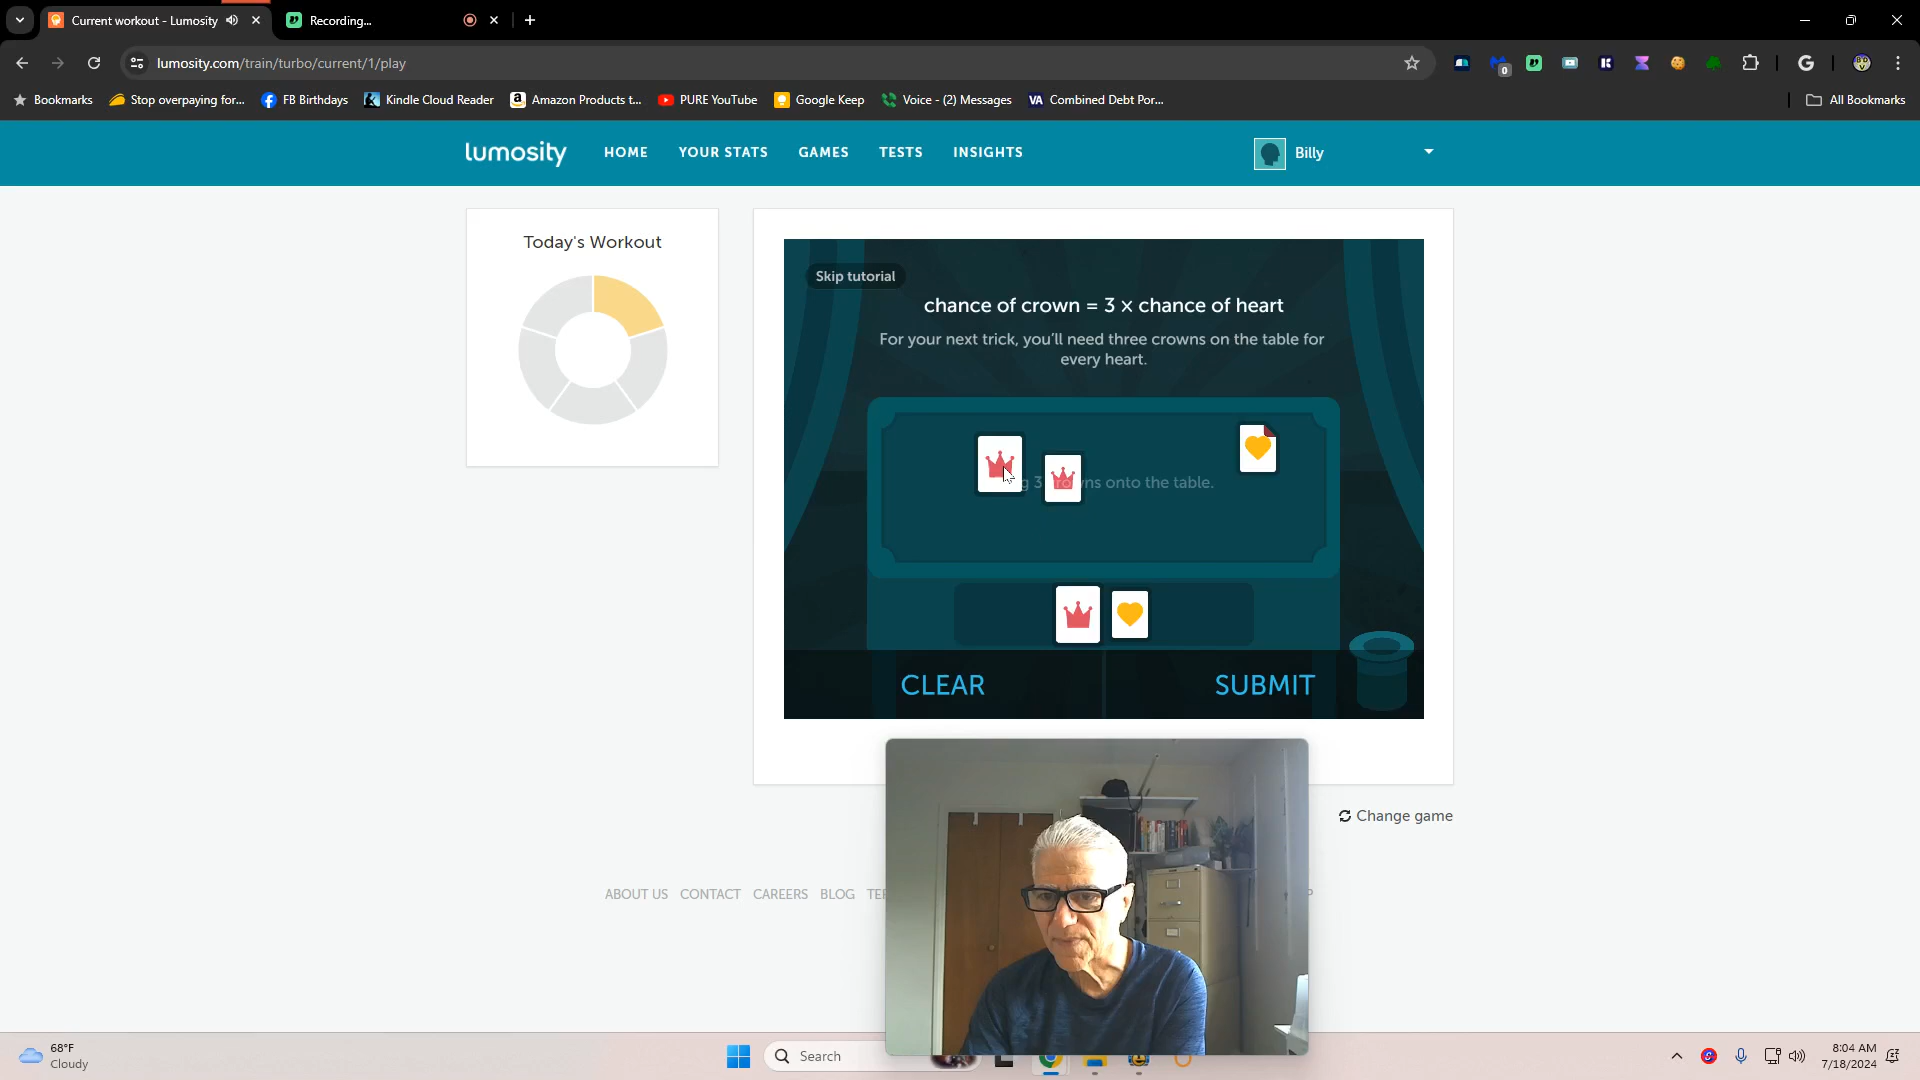 Current workout - Lumosity
Recording...
lumosity.com/train/turbo/current/1/play
0
Bookmarks
Stop overpaying for...
FB Birthdays
Kindle Cloud Reader
Amazon Products t...
PURE YouTube
Google Keep
Voice - (2) Messages
VA Combined Debt Por...
All Bookmarks
lumosity
HOME
YOUR STATS
GAMES
TESTS
INSIGHTS
Billy
Today's Workout
Skip tutorial
chance of crown = 3 × chance of heart
For your next trick, you'll need three crowns on the table for
every heart.
3 crowns onto the table.
CLEAR
SUBMIT
Change game
ABOUT US
CONTACT
CAREERS
BLOG
68°F
Cloudy
Search
8:04 AM
7/18/2024